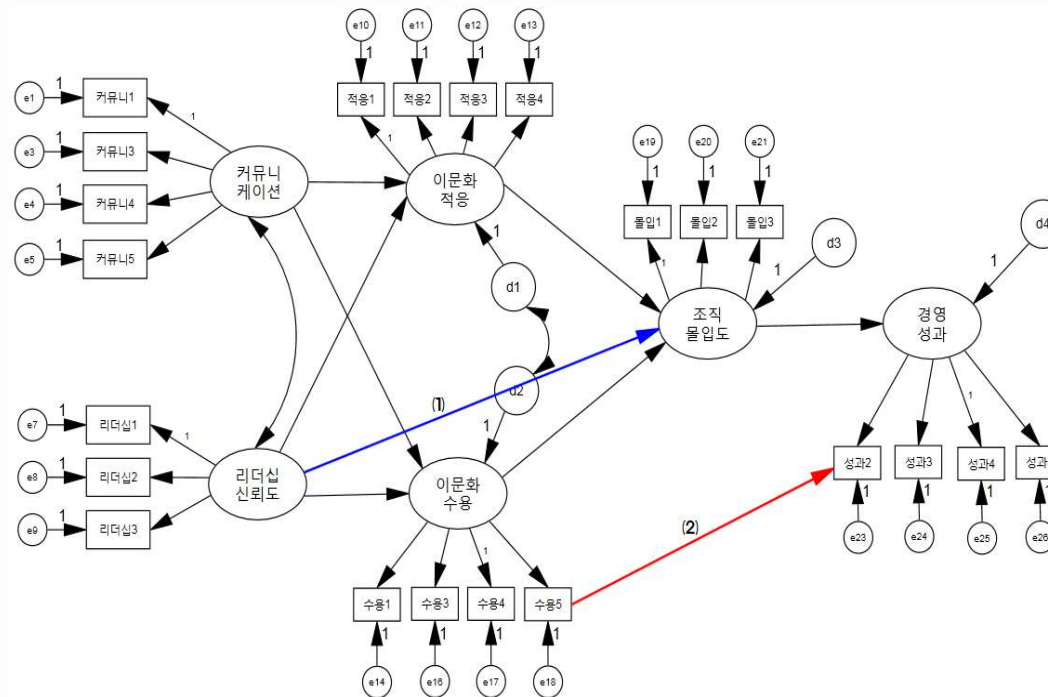 e10
e11
e12
e13
1
1
1
1
적응1
적응2
적응3
적응4
1
e1
1
커뮤니1
1
e3
1
커뮤니3
e4
1
커뮤니4
e5
1
커뮤니5
커뮤니
케이션
이문화
적응
1
d1
d2
1
e19
e20
e21
1
1
1
몰입1
몰입2
몰입3
1
d3
1
조직
몰입도
d4
1
경영
성과
(1)
e7
1
리더십1
1
e8
1
리더십2
e9
1
리더십3
리더십
신뢰도
이문화
수용
1
수용1
수용3
수용4
수용5
1
1
1
1
e14
e16
e17
e18
(2)
1
성과2
성과3
성과4
성과
1
1
1
1
e23
e24
e25
e26